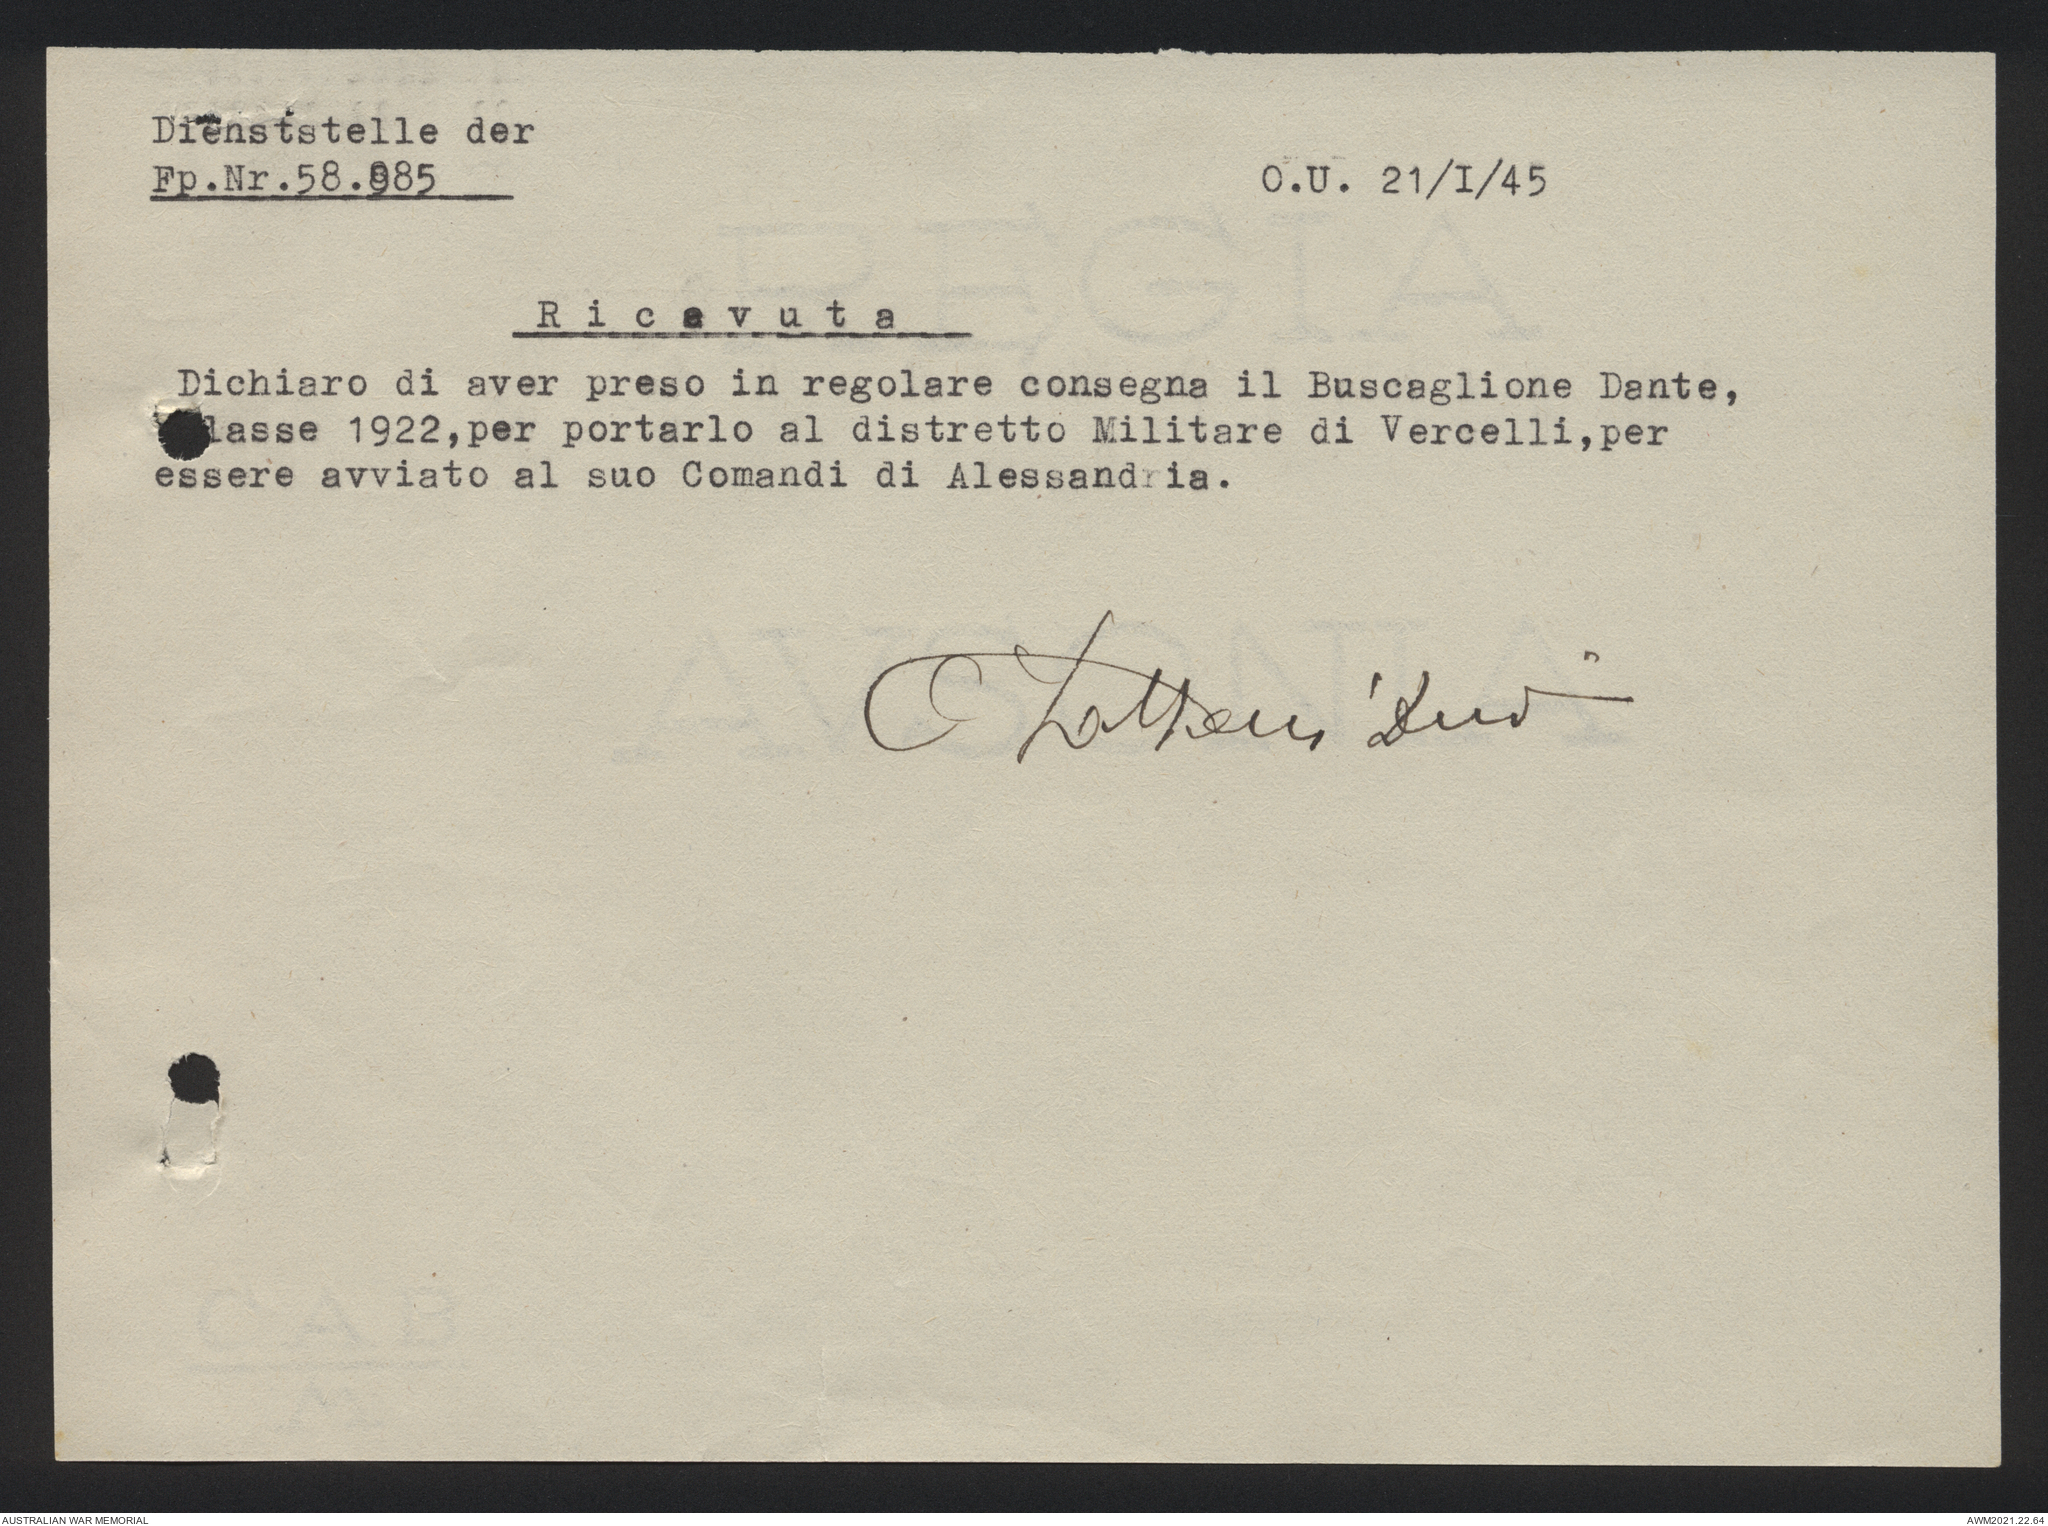 Dienststelle der
Fp.Nr.58.985
O.U. 21/I/45
Ricevuta
Dichiaro di aver preso in regolare consegna il Buscaglione Dante,
lasse 1922,per portarlo al distretto Militare di Vercelli,per
essere avviato al suo Comandi di Alessandria.
AUSTRALIAN WAR MEMORIAL
AWM2021.22.64